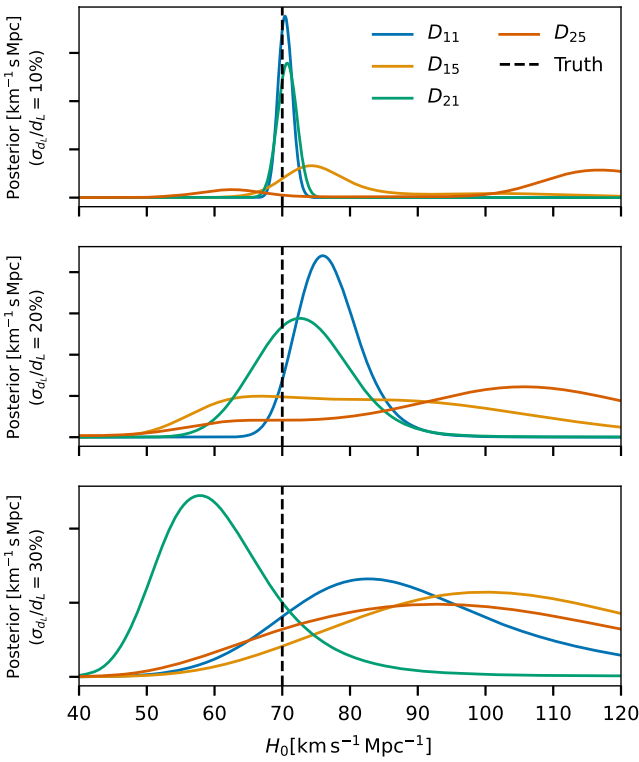 Posterior [km⁻¹ s Mpc]
(σ_{d_L}/d_L = 10%)
D₁₁
D₁₅
D₂₁
D₂₅
Truth
Posterior [km⁻¹ s Mpc]
(σ_{d_L}/d_L = 20%)
Posterior [km⁻¹ s Mpc]
(σ_{d_L}/d_L = 30%)
40 50 60 70 80 90 100 110 120
H₀[km s⁻¹ Mpc⁻¹]